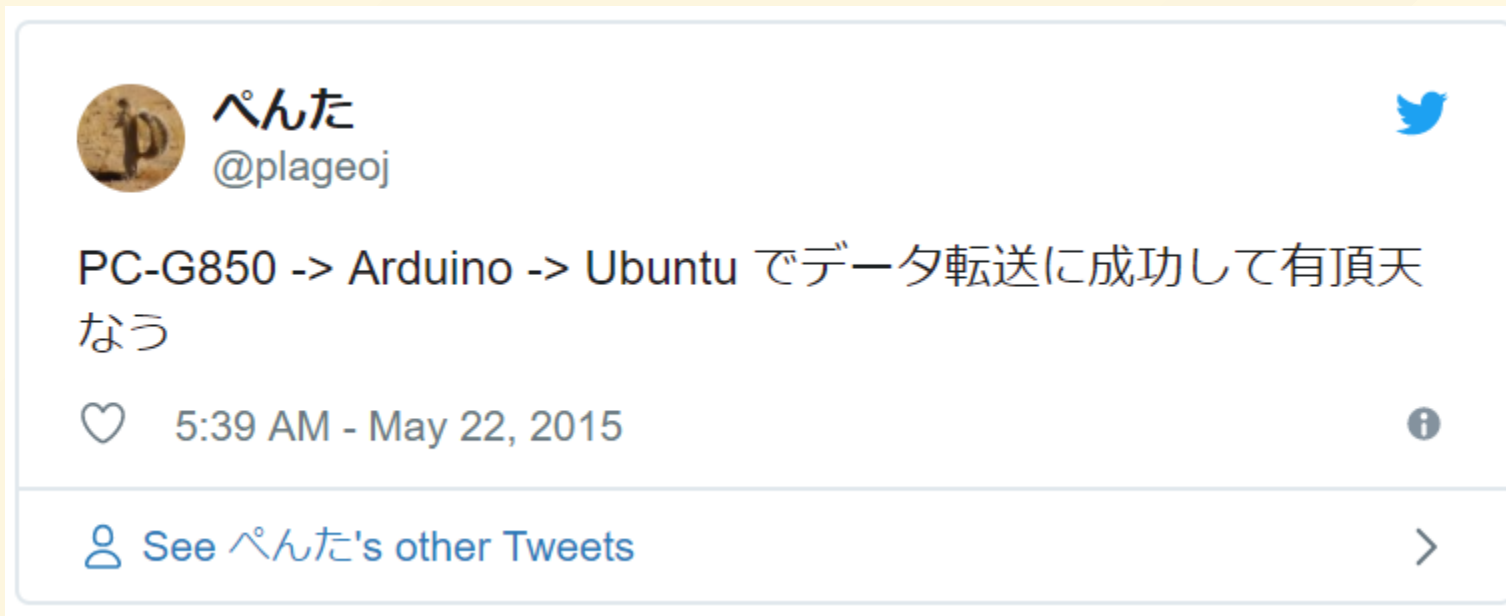 ぺんた
@plageoj
PC-G850 -> Arduino -> Ubuntu でデータ転送に成功して有頂天
なう
5:39 AM - May 22, 2015
See ぺんた's other Tweets